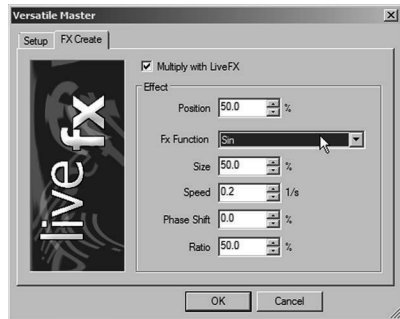 Versatile Master
Setup FX Create
Multiply with LiveFX
Effect
Position 50.0 %
Fx Function Sin
Size 50.0 %
Speed 0.2 1/s
Phase Shift 0.0 %
Ratio 50.0 %
live fx
OK Cancel